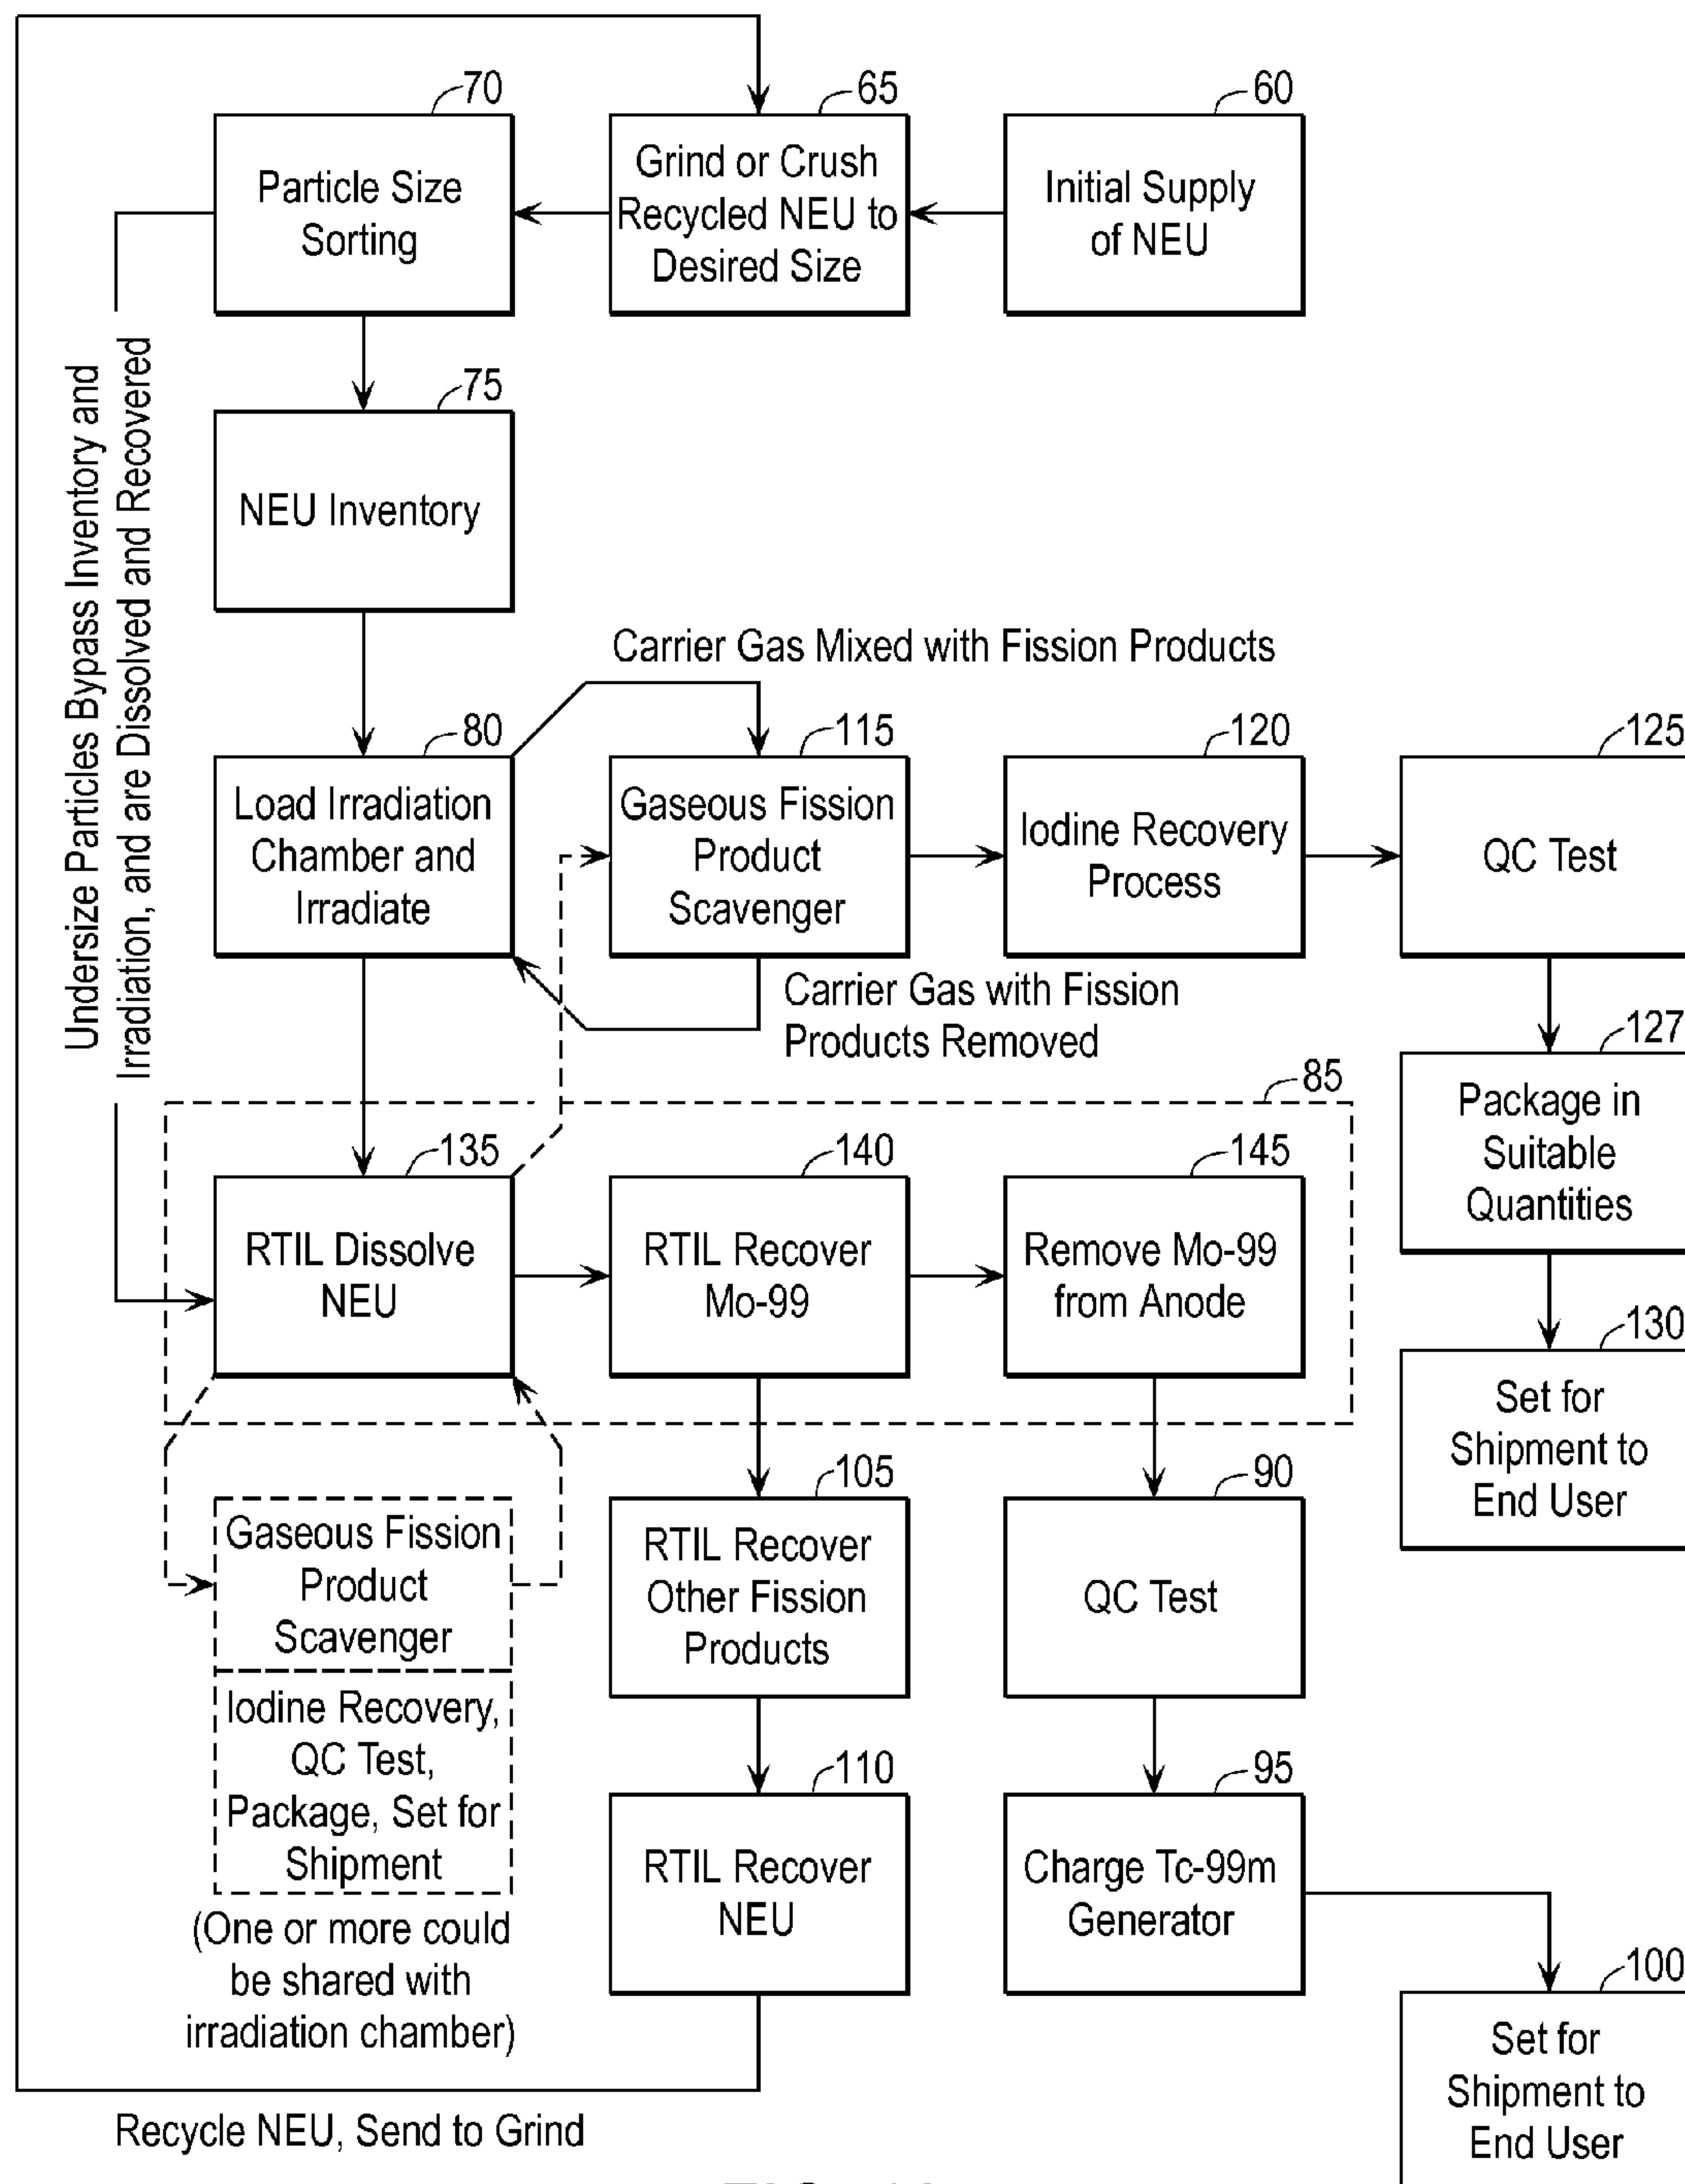 70
65
60
Particle Size
Sorting
Grind or Crush
Recycled NEU to
Desired Size
Initial Supply
of NEU
Undersize Particles Bypass Inventory and
Irradiation, and are Dissolved and Recovered
75
NEU Inventory
Carrier Gas Mixed with Fission Products
80
115
120
125
Load Irradiation
Chamber and
Irradiate
Gaseous Fission
Product
Scavenger
Iodine Recovery
Process
QC Test
Carrier Gas with Fission
Products Removed
127
Package in
Suitable
Quantities
85
135
140
145
RTIL Dissolve
NEU
RTIL Recover
Mo-99
Remove Mo-99
from Anode
130
Set for
Shipment to
End User
105
90
Gaseous Fission
Product
Scavenger
RTIL Recover
Other Fission
Products
QC Test
Iodine Recovery,
QC Test,
Package, Set for
Shipment
(One or more could
be shared with
irradiation chamber)
110
95
RTIL Recover
NEU
Charge Tc-99m
Generator
100
Set for
Shipment to
End User
Recycle NEU, Send to Grind